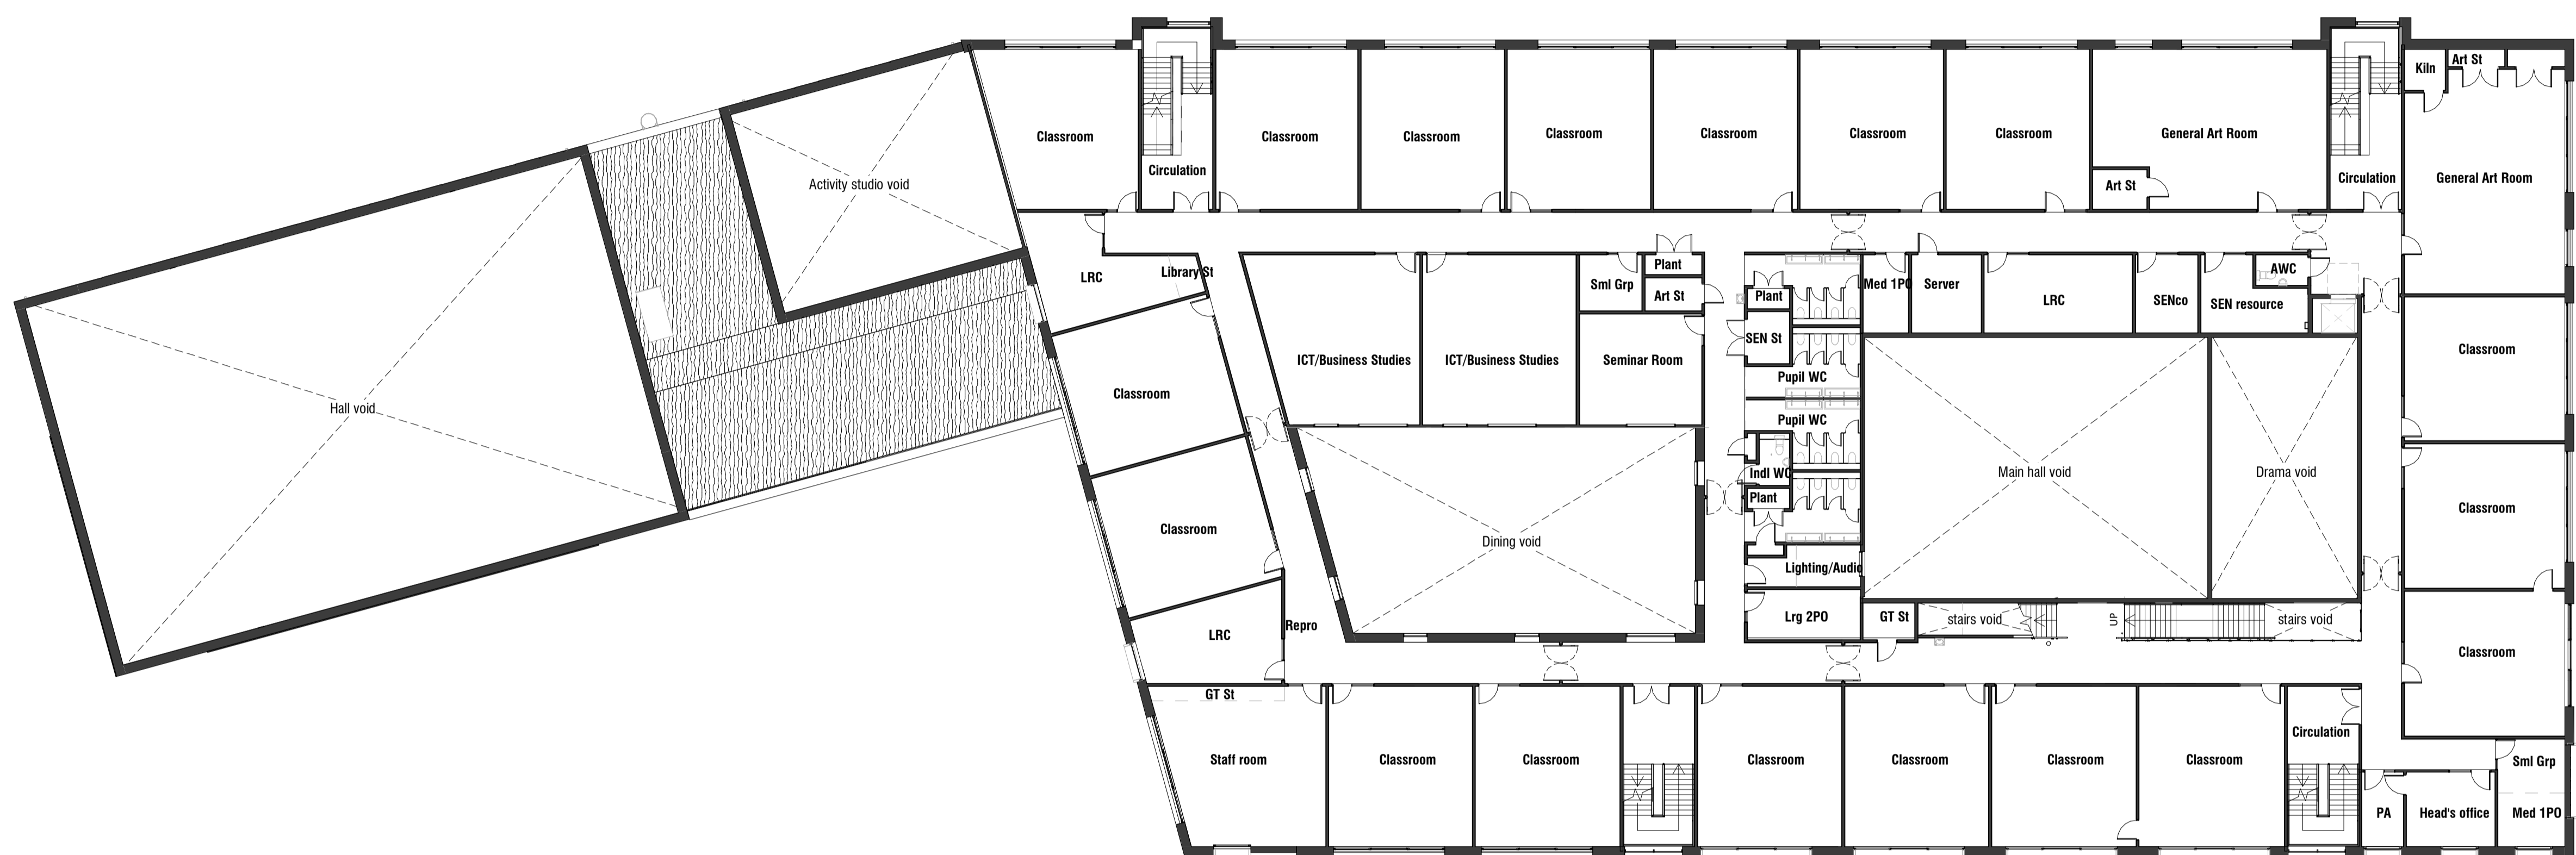 Art St
Kiln
Classroom
Classroom
Classroom
Classroom
Classroom
Classroom
Classroom
General Art Room
Circulation
Circulation
General Art Room
Activity studio void
Art St
LRC
Library St
Plant
Sml Grp
Art St
Plant
Med 1PO
Server
LRC
SENco
SEN resource
AWC
SEN St
ICT/Business Studies
ICT/Business Studies
Seminar Room
Pupil WC
Classroom
Classroom
Hall void
Pupil WC
Indl WC
Main hall void
Drama void
Plant
Classroom
Classroom
Dining void
Lighting/Audio
LRC
Repro
Lrg 2PO
GT St
stairs void
UP
stairs void
Classroom
GT St
Staff room
Classroom
Classroom
Classroom
Classroom
Classroom
Classroom
Circulation
Sml Grp
PA
Head's office
Med 1PO